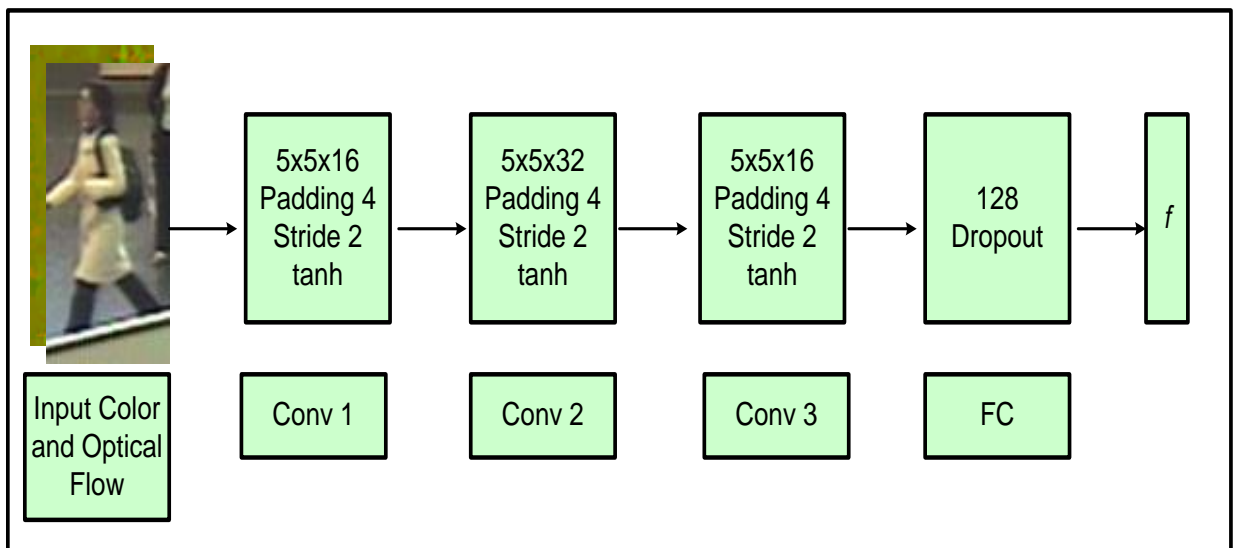 5x5x16
Padding 4
Stride 2
tanh
5x5x32
Padding 4
Stride 2
tanh
5x5x16
Padding 4
Stride 2
tanh
128
Dropout
f
Input Color
and Optical
Flow
Conv 1
Conv 2
Conv 3
FC